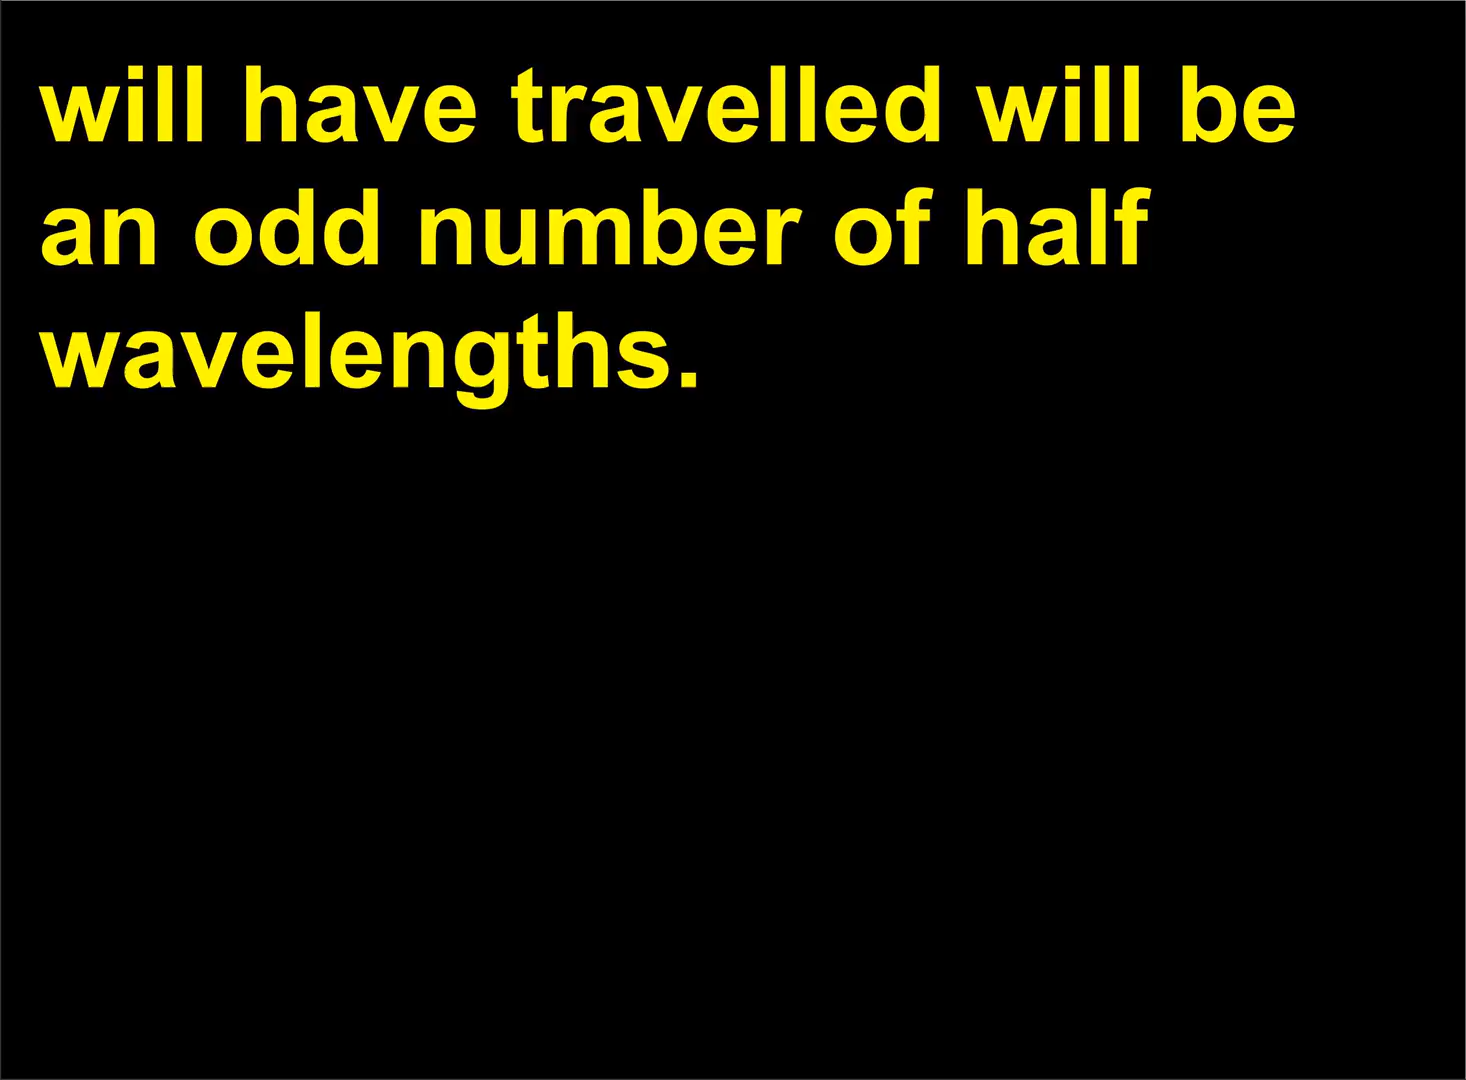 will have travelled will be
an odd number of half
wavelengths.